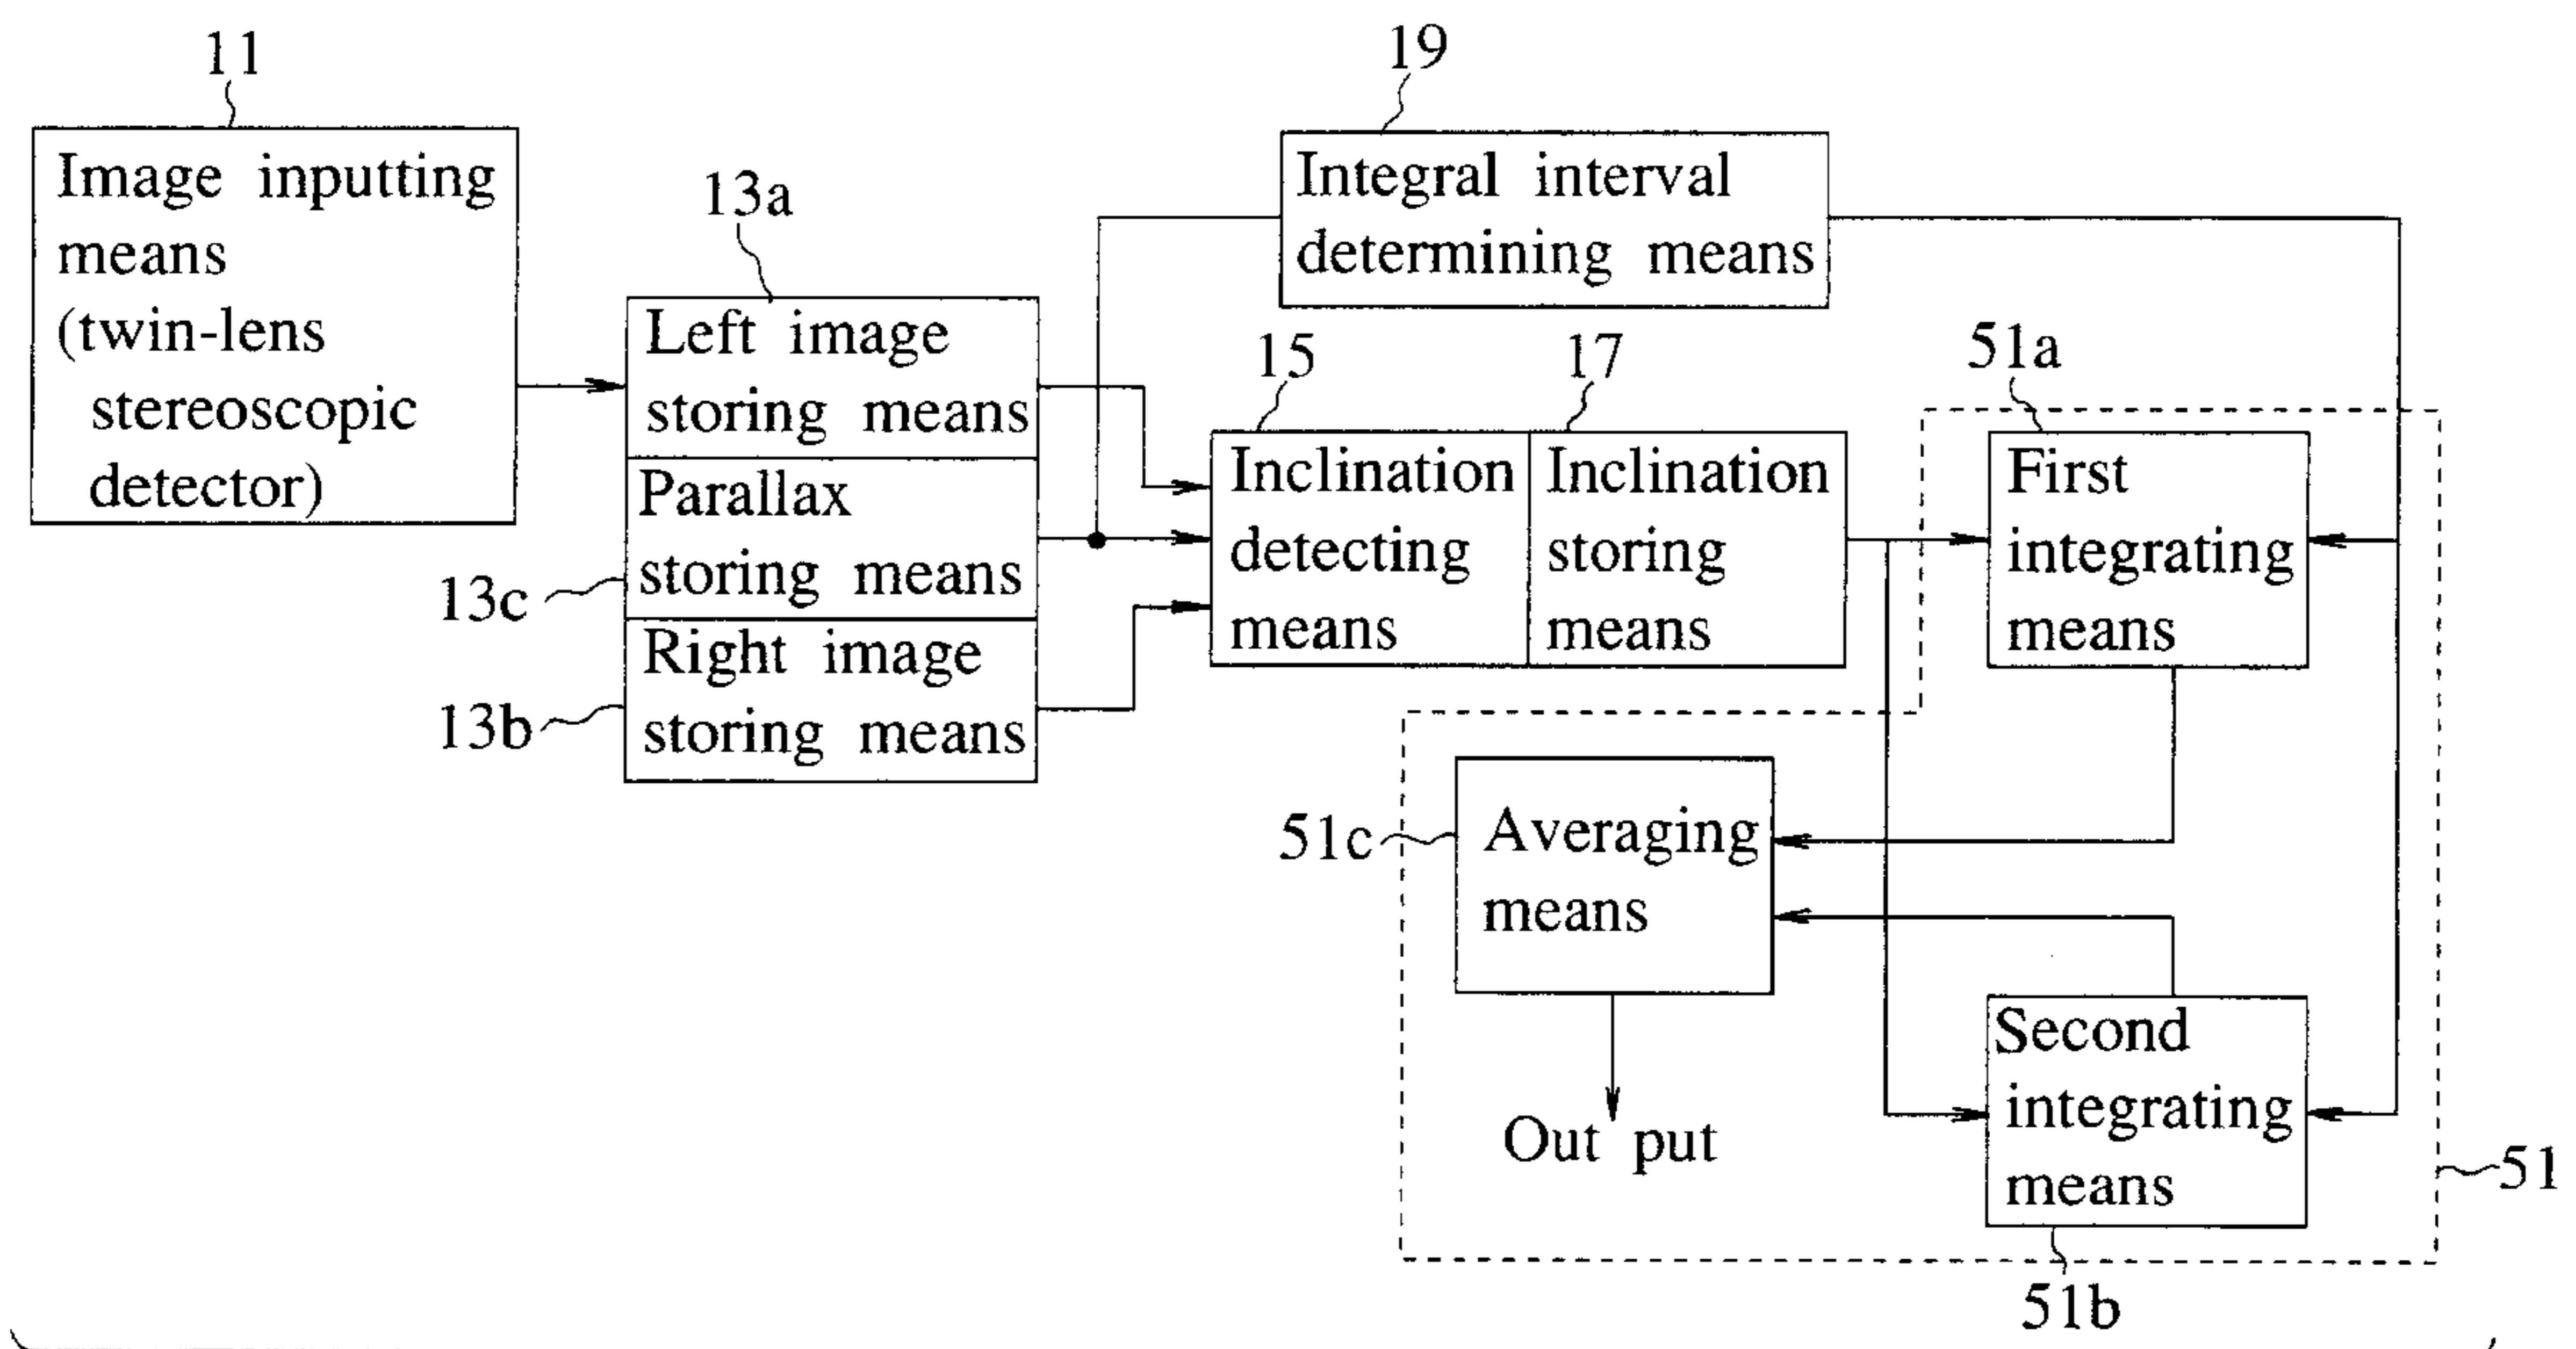 11
Image inputting
means
(twin-lens
stereoscopic
detector)
13a
Left image
storing means
Parallax
storing means
13c
Right image
storing means
13b
19
Integral interval
determining means
15
Inclination
detecting
means
17
Inclination
storing
means
51a
First
integrating
means
51c
Averaging
means
Out put
Second
integrating
means
51
51b